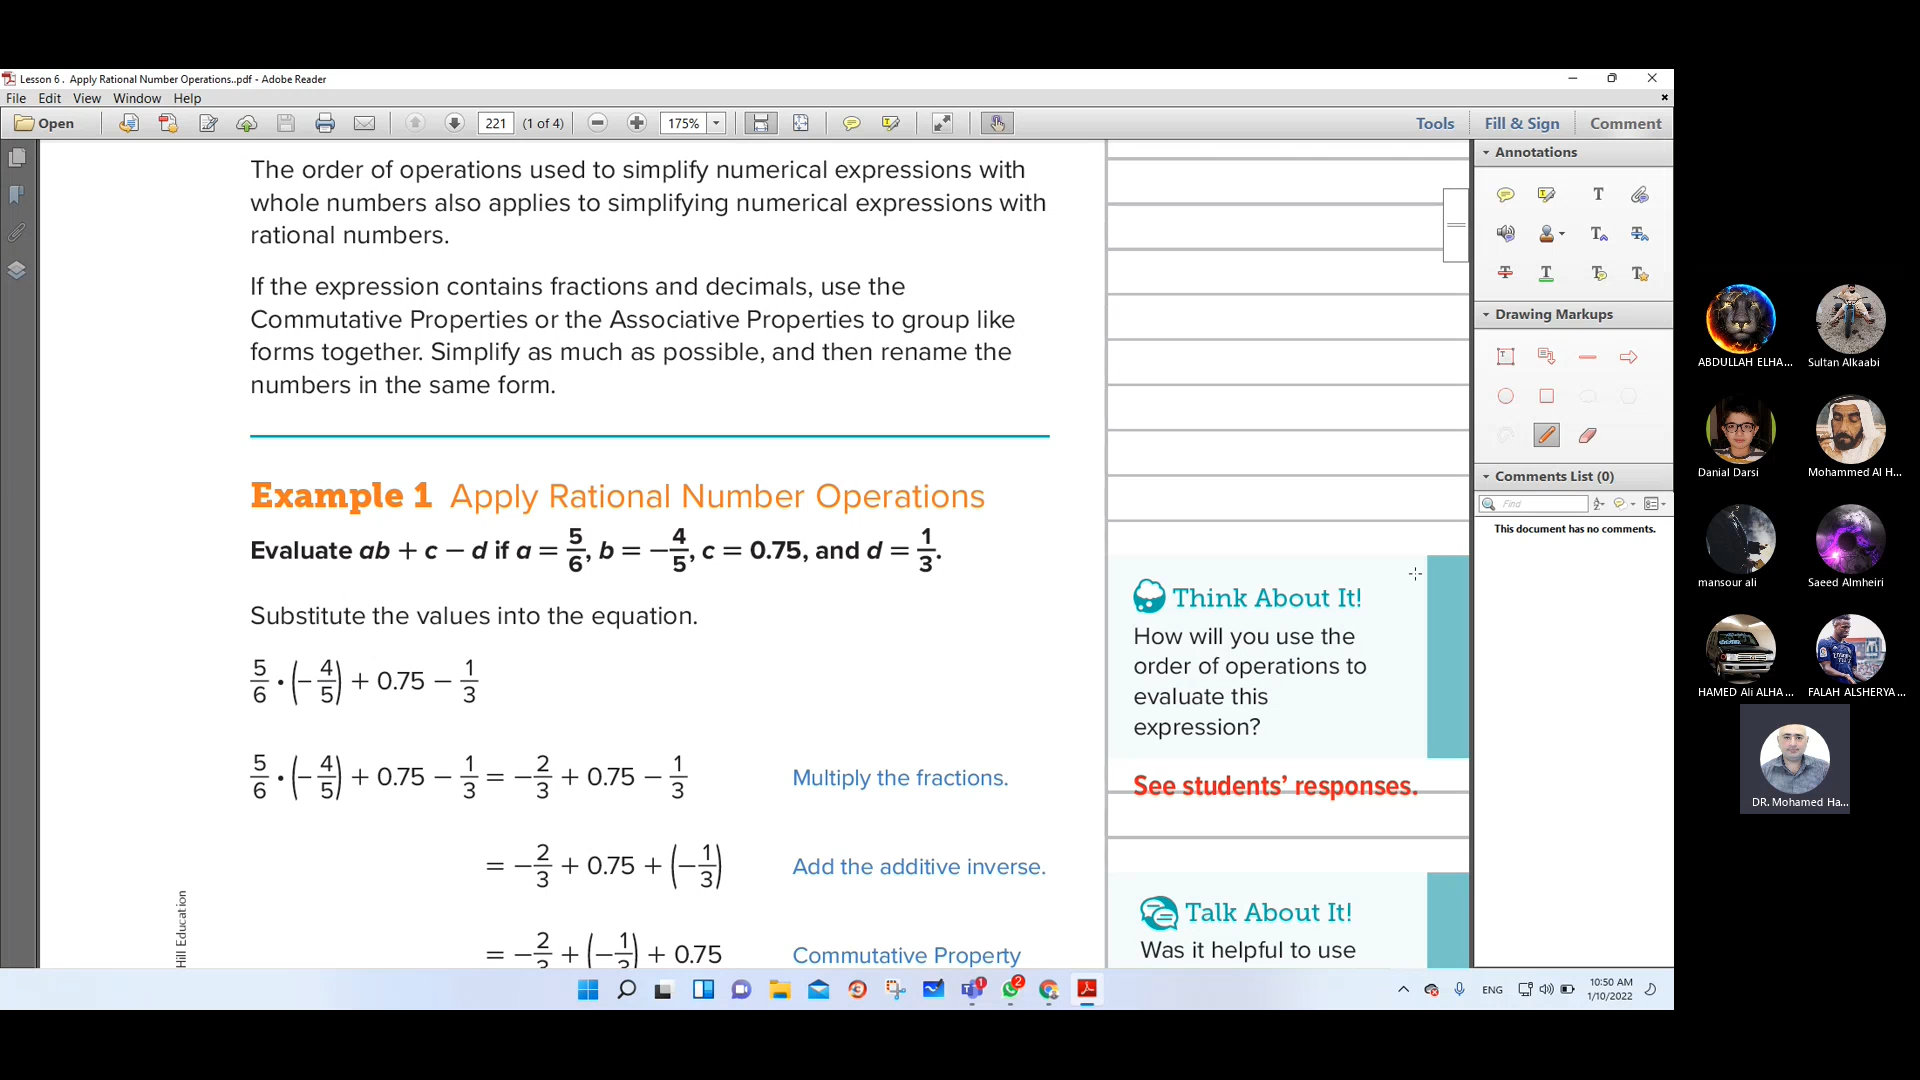 Lesson 6 . Apply Rational Number Operations..pdf - Adobe Reader
File Edit View Window Help
Open 221 (1 of 4) 175% Tools Fill & Sign Comment
The order of operations used to simplify numerical expressions with
whole numbers also applies to simplifying numerical expressions with
rational numbers.
If the expression contains fractions and decimals, use the
Commutative Properties or the Associative Properties to group like
forms together. Simplify as much as possible, and then rename the
numbers in the same form.
Example 1 Apply Rational Number Operations
Evaluate ab + c − d if a = 5/6, b = −4/5, c = 0.75, and d = 1/3.
Substitute the values into the equation.
5/6 • (−4/5) + 0.75 − 1/3
5/6 • (−4/5) + 0.75 − 1/3 = −2/3 + 0.75 − 1/3 Multiply the fractions.
= −2/3 + 0.75 + (−1/3) Add the additive inverse.
= −2/3 + (−1/3) + 0.75 Commutative Property
Hill Education
Think About It!
How will you use the
order of operations to
evaluate this
expression?
See students’ responses.
Talk About It!
Was it helpful to use
Annotations
Drawing Markups
Comments List (0)
Find
This document has no comments.
ABDULLAH ELHA...
Sultan Alkaabi
Danial Darsi
Mohammed Al H...
mansour ali
Saeed Almheiri
HAMED Ali ALHA...
FALAH ALSHERYA...
DR. Mohamed Ha...
1
2
ENG
10:50 AM
1/10/2022